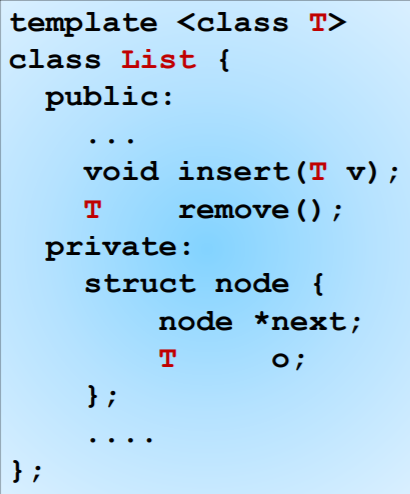 template <class T>
class List {
  public:
    ...
    void insert(T v);
    T    remove();
  private:
    struct node {
        node *next;
        T     o;
    };
    ....
};